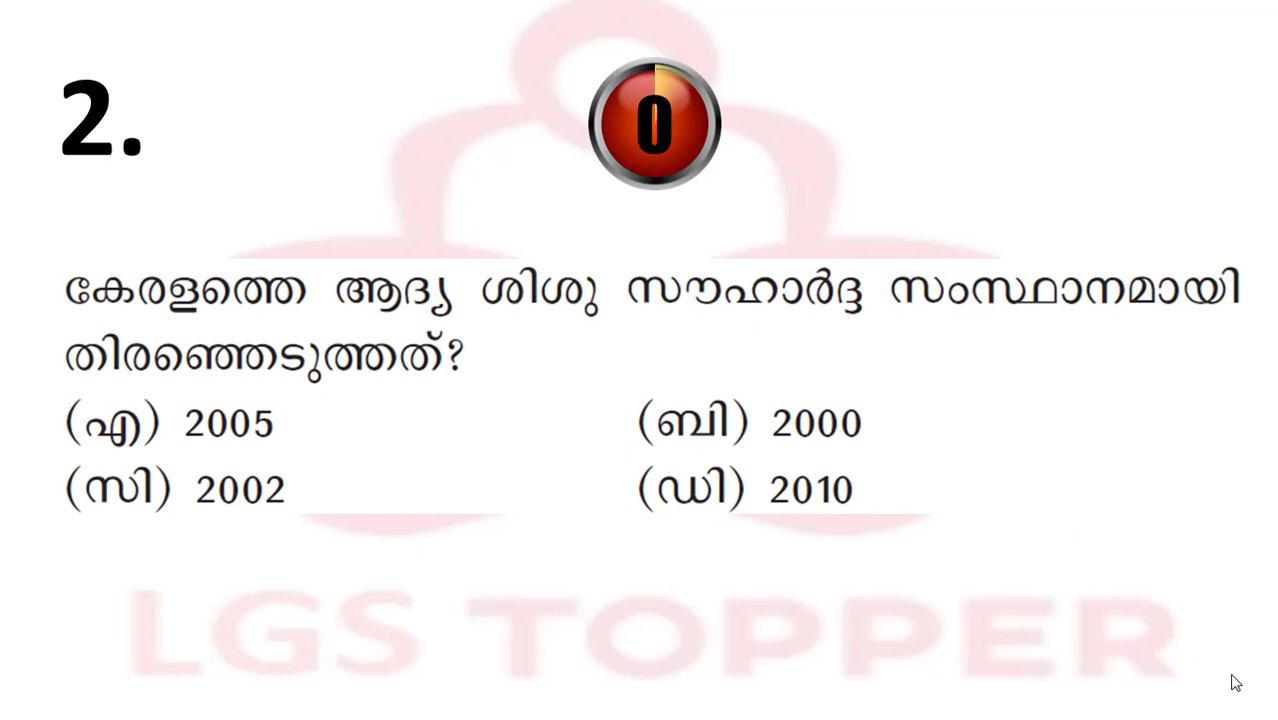 2.
0
കേരളത്തെ ആദ്യ ശിശു സൗഹാർദ്ദ സംസ്ഥാനമായി
തിരഞ്ഞെടുത്തത്?
(എ) 2005 (ബി) 2000
(സി) 2002 (ഡി) 2010
LGS TOPPER